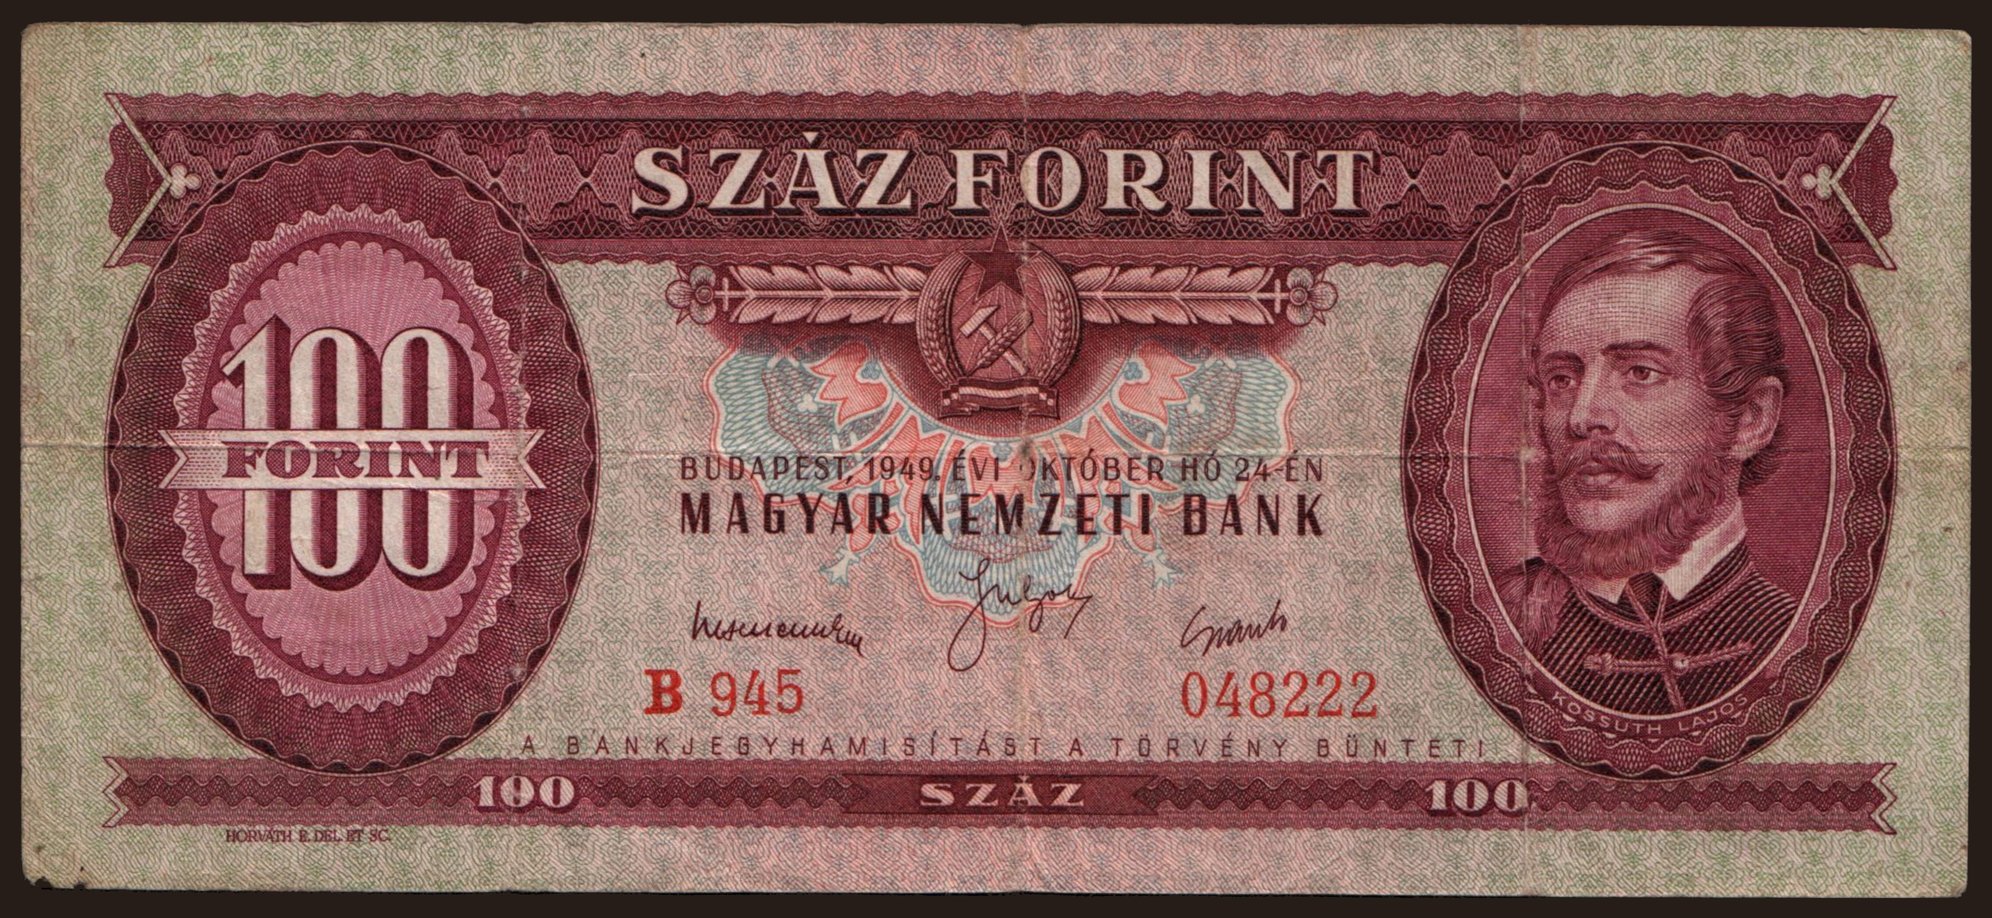 SZÁZ FORINT
100
FORINT
BUDAPEST, 1949. ÉVI OKTÓBER HÓ 24-ÉN
MAGYAR NEMZETI BANK
B 945 048222
KOSSUTH LAJOS
A BANKJEGYHAMISÍTÁST A TÖRVÉNY BÜNTETI
100 SZÁZ 100
HORVÁTH E. DEL. ET SC.